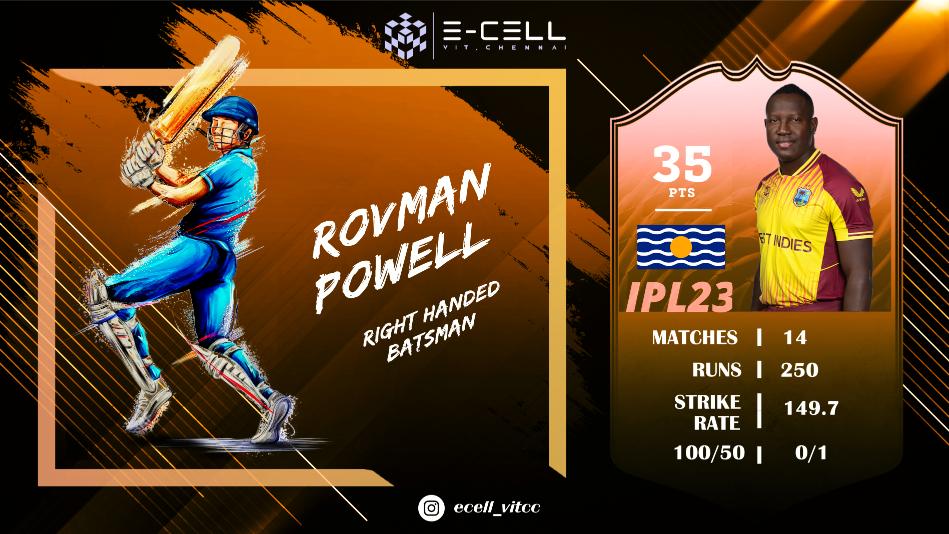 E-CELL
VIT, CHENNAI
ROVMAN
POWELL
RIGHT HANDED
BATSMAN
35
PTS
IPL23
INDIES
MATCHES | 14
RUNS | 250
STRIKE
RATE | 149.7
100/50 | 0/1
ecell_vitcc